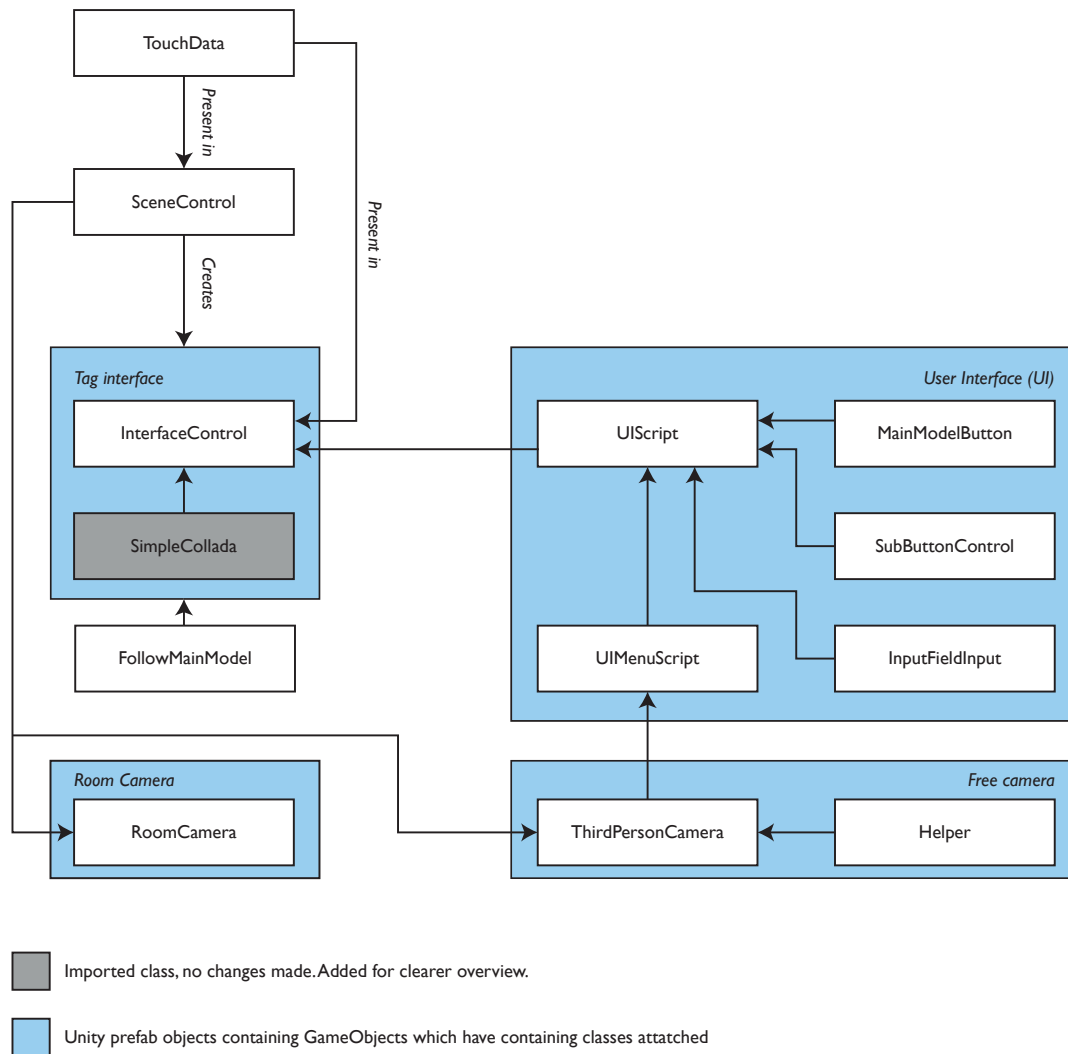 TouchData
Present in
SceneControl
Present in
Creates
Tag interface
InterfaceControl
SimpleCollada
FollowMainModel
User Interface (UI)
UIScript
MainModelButton
SubButtonControl
UIMenuScript
InputFieldInput
Room Camera
RoomCamera
Free camera
ThirdPersonCamera
Helper
Imported class, no changes made. Added for clearer overview.
Unity prefab objects containing GameObjects which have containing classes attatched